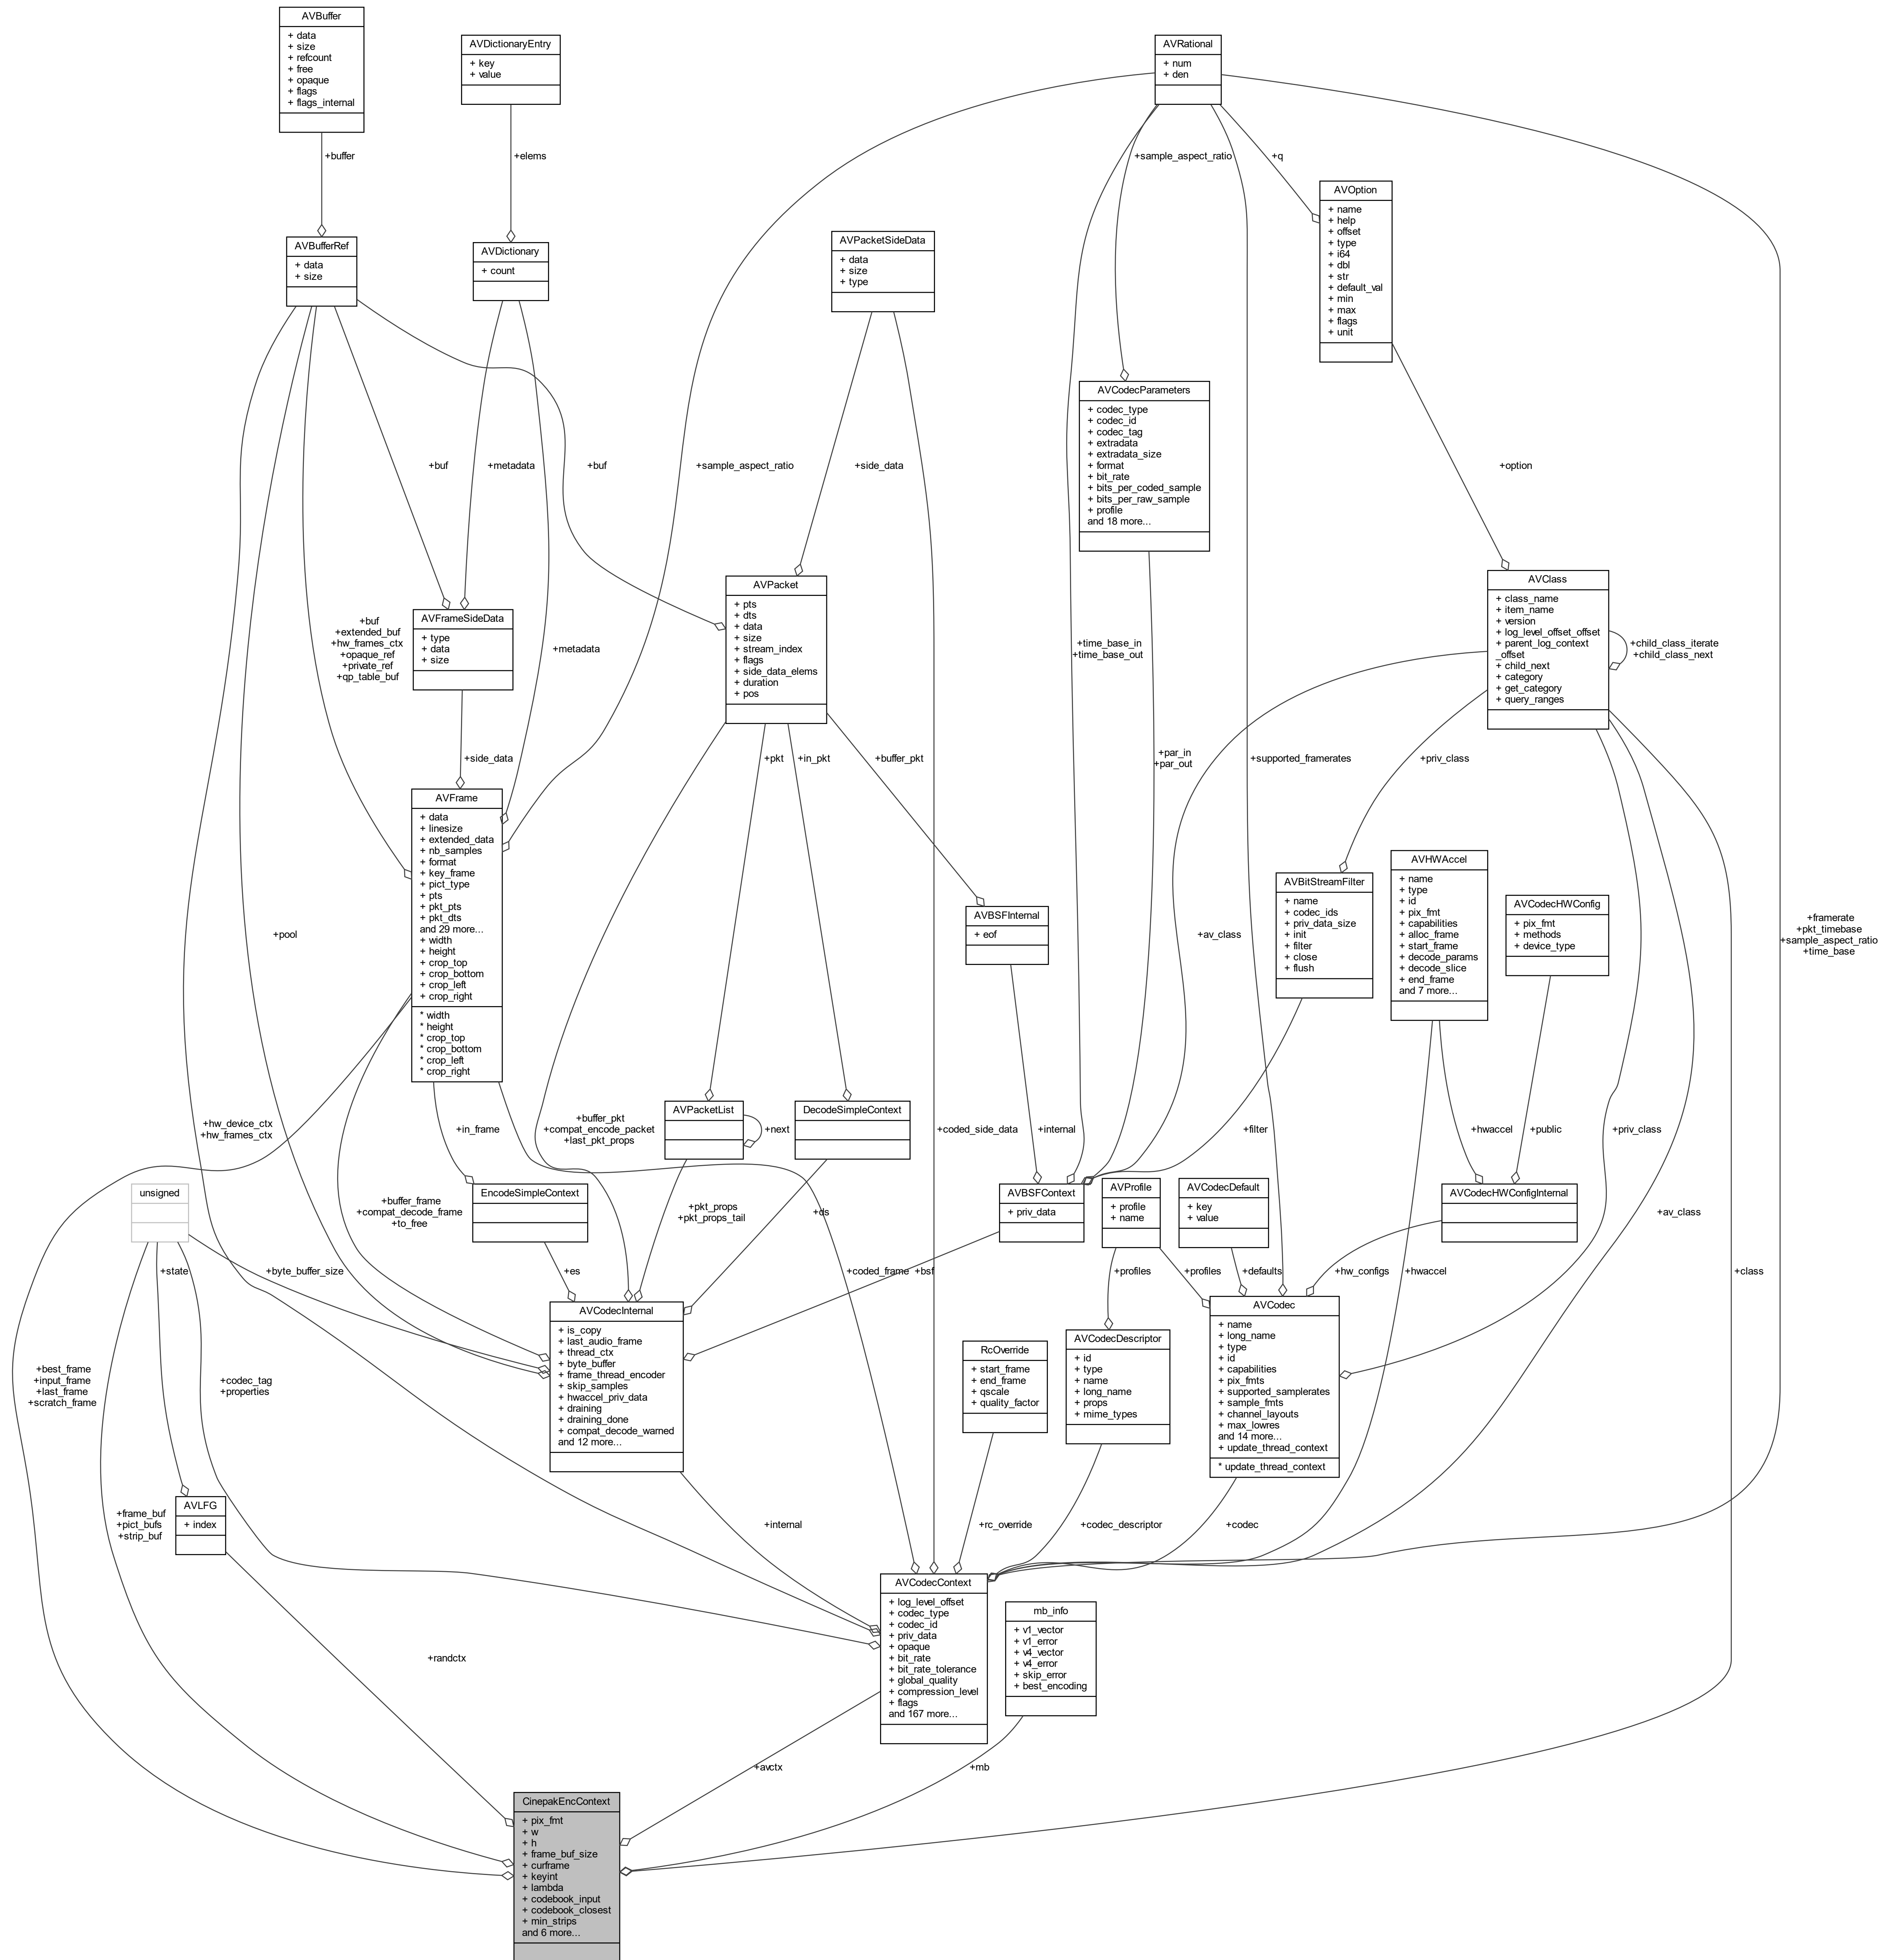 AVBuffer
+ data
+ size
+ refcount
+ free
+ opaque
+ flags
+ flags_internal
AVDictionaryEntry
+ key
+ value
AVRational
+ num
+ den
+buffer
+elems
+sample_aspect_ratio
+q
AVOption
+ name
+ help
+ offset
+ type
+ i64
+ dbl
+ str
+ default_val
+ min
+ max
+ flags
+ unit
AVBufferRef
+ data
+ size
AVDictionary
+ count
AVPacketSideData
+ data
+ size
+ type
AVCodecParameters
+ codec_type
+ codec_id
+ codec_tag
+ extradata
+ extradata_size
+ format
+ bit_rate
+ bits_per_coded_sample
+ bits_per_raw_sample
+ profile
and 18 more...
+buf
+metadata
+buf
+sample_aspect_ratio
+side_data
+option
AVPacket
+ pts
+ dts
+ data
+ size
+ stream_index
+ flags
+ side_data_elems
+ duration
+ pos
AVClass
+ class_name
+ item_name
+ version
+ log_level_offset_offset
+ parent_log_context
_offset
+ child_next
+ category
+ get_category
+ query_ranges
+child_class_iterate
+child_class_next
+buf
+extended_buf
+hw_frames_ctx
+opaque_ref
+private_ref
+qp_table_buf
AVFrameSideData
+ type
+ data
+ size
+metadata
+time_base_in
+time_base_out
+side_data
+pkt
+in_pkt
+buffer_pkt
+par_in
+par_out
+supported_framerates
+priv_class
AVFrame
+ data
+ linesize
+ extended_data
+ nb_samples
+ format
+ key_frame
+ pict_type
+ pts
+ pkt_pts
+ pkt_dts
and 29 more...
+ width
+ height
+ crop_top
+ crop_bottom
+ crop_left
+ crop_right
* width
* height
* crop_top
* crop_bottom
* crop_left
* crop_right
+pool
AVBSFInternal
+ eof
+av_class
AVBitStreamFilter
+ name
+ codec_ids
+ priv_data_size
+ init
+ filter
+ close
+ flush
AVHWAccel
+ name
+ type
+ id
+ pix_fmt
+ capabilities
+ alloc_frame
+ start_frame
+ decode_params
+ decode_slice
+ end_frame
and 7 more...
AVCodecHWConfig
+ pix_fmt
+ methods
+ device_type
+framerate
+pkt_timebase
+sample_aspect_ratio
+time_base
+hw_device_ctx
+hw_frames_ctx
+in_frame
+buffer_pkt
+compat_encode_packet
+last_pkt_props
AVPacketList
+next
DecodeSimpleContext
+coded_side_data
+internal
+filter
+hwaccel
+public
+priv_class
unsigned
+buffer_frame
+compat_decode_frame
+to_free
EncodeSimpleContext
+pkt_props
+pkt_props_tail
+ds
AVBSFContext
+ priv_data
AVProfile
+ profile
+ name
AVCodecDefault
+ key
+ value
AVCodecHWConfigInternal
+av_class
+state
+byte_buffer_size
+es
+coded_frame
+bsf
+profiles
+profiles
+defaults
+hw_configs
+hwaccel
+class
AVCodecInternal
+ is_copy
+ last_audio_frame
+ thread_ctx
+ byte_buffer
+ frame_thread_encoder
+ skip_samples
+ hwaccel_priv_data
+ draining
+ draining_done
+ compat_decode_warned
and 12 more...
AVCodec
+ name
+ long_name
+ type
+ id
+ capabilities
+ pix_fmts
+ supported_samplerates
+ sample_fmts
+ channel_layouts
+ max_lowres
and 14 more...
+ update_thread_context
* update_thread_context
RcOverride
+ start_frame
+ end_frame
+ qscale
+ quality_factor
AVCodecDescriptor
+ id
+ type
+ name
+ long_name
+ props
+ mime_types
+best_frame
+input_frame
+last_frame
+scratch_frame
+codec_tag
+properties
+frame_buf
+pict_bufs
+strip_buf
AVLFG
+ index
+internal
+rc_override
+codec_descriptor
+codec
AVCodecContext
+ log_level_offset
+ codec_type
+ codec_id
+ priv_data
+ opaque
+ bit_rate
+ bit_rate_tolerance
+ global_quality
+ compression_level
+ flags
and 167 more...
mb_info
+ v1_vector
+ v1_error
+ v4_vector
+ v4_error
+ skip_error
+ best_encoding
+randctx
+avctx
+mb
CinepakEncContext
+ pix_fmt
+ w
+ h
+ frame_buf_size
+ curframe
+ keyint
+ lambda
+ codebook_input
+ codebook_closest
+ min_strips
and 6 more...